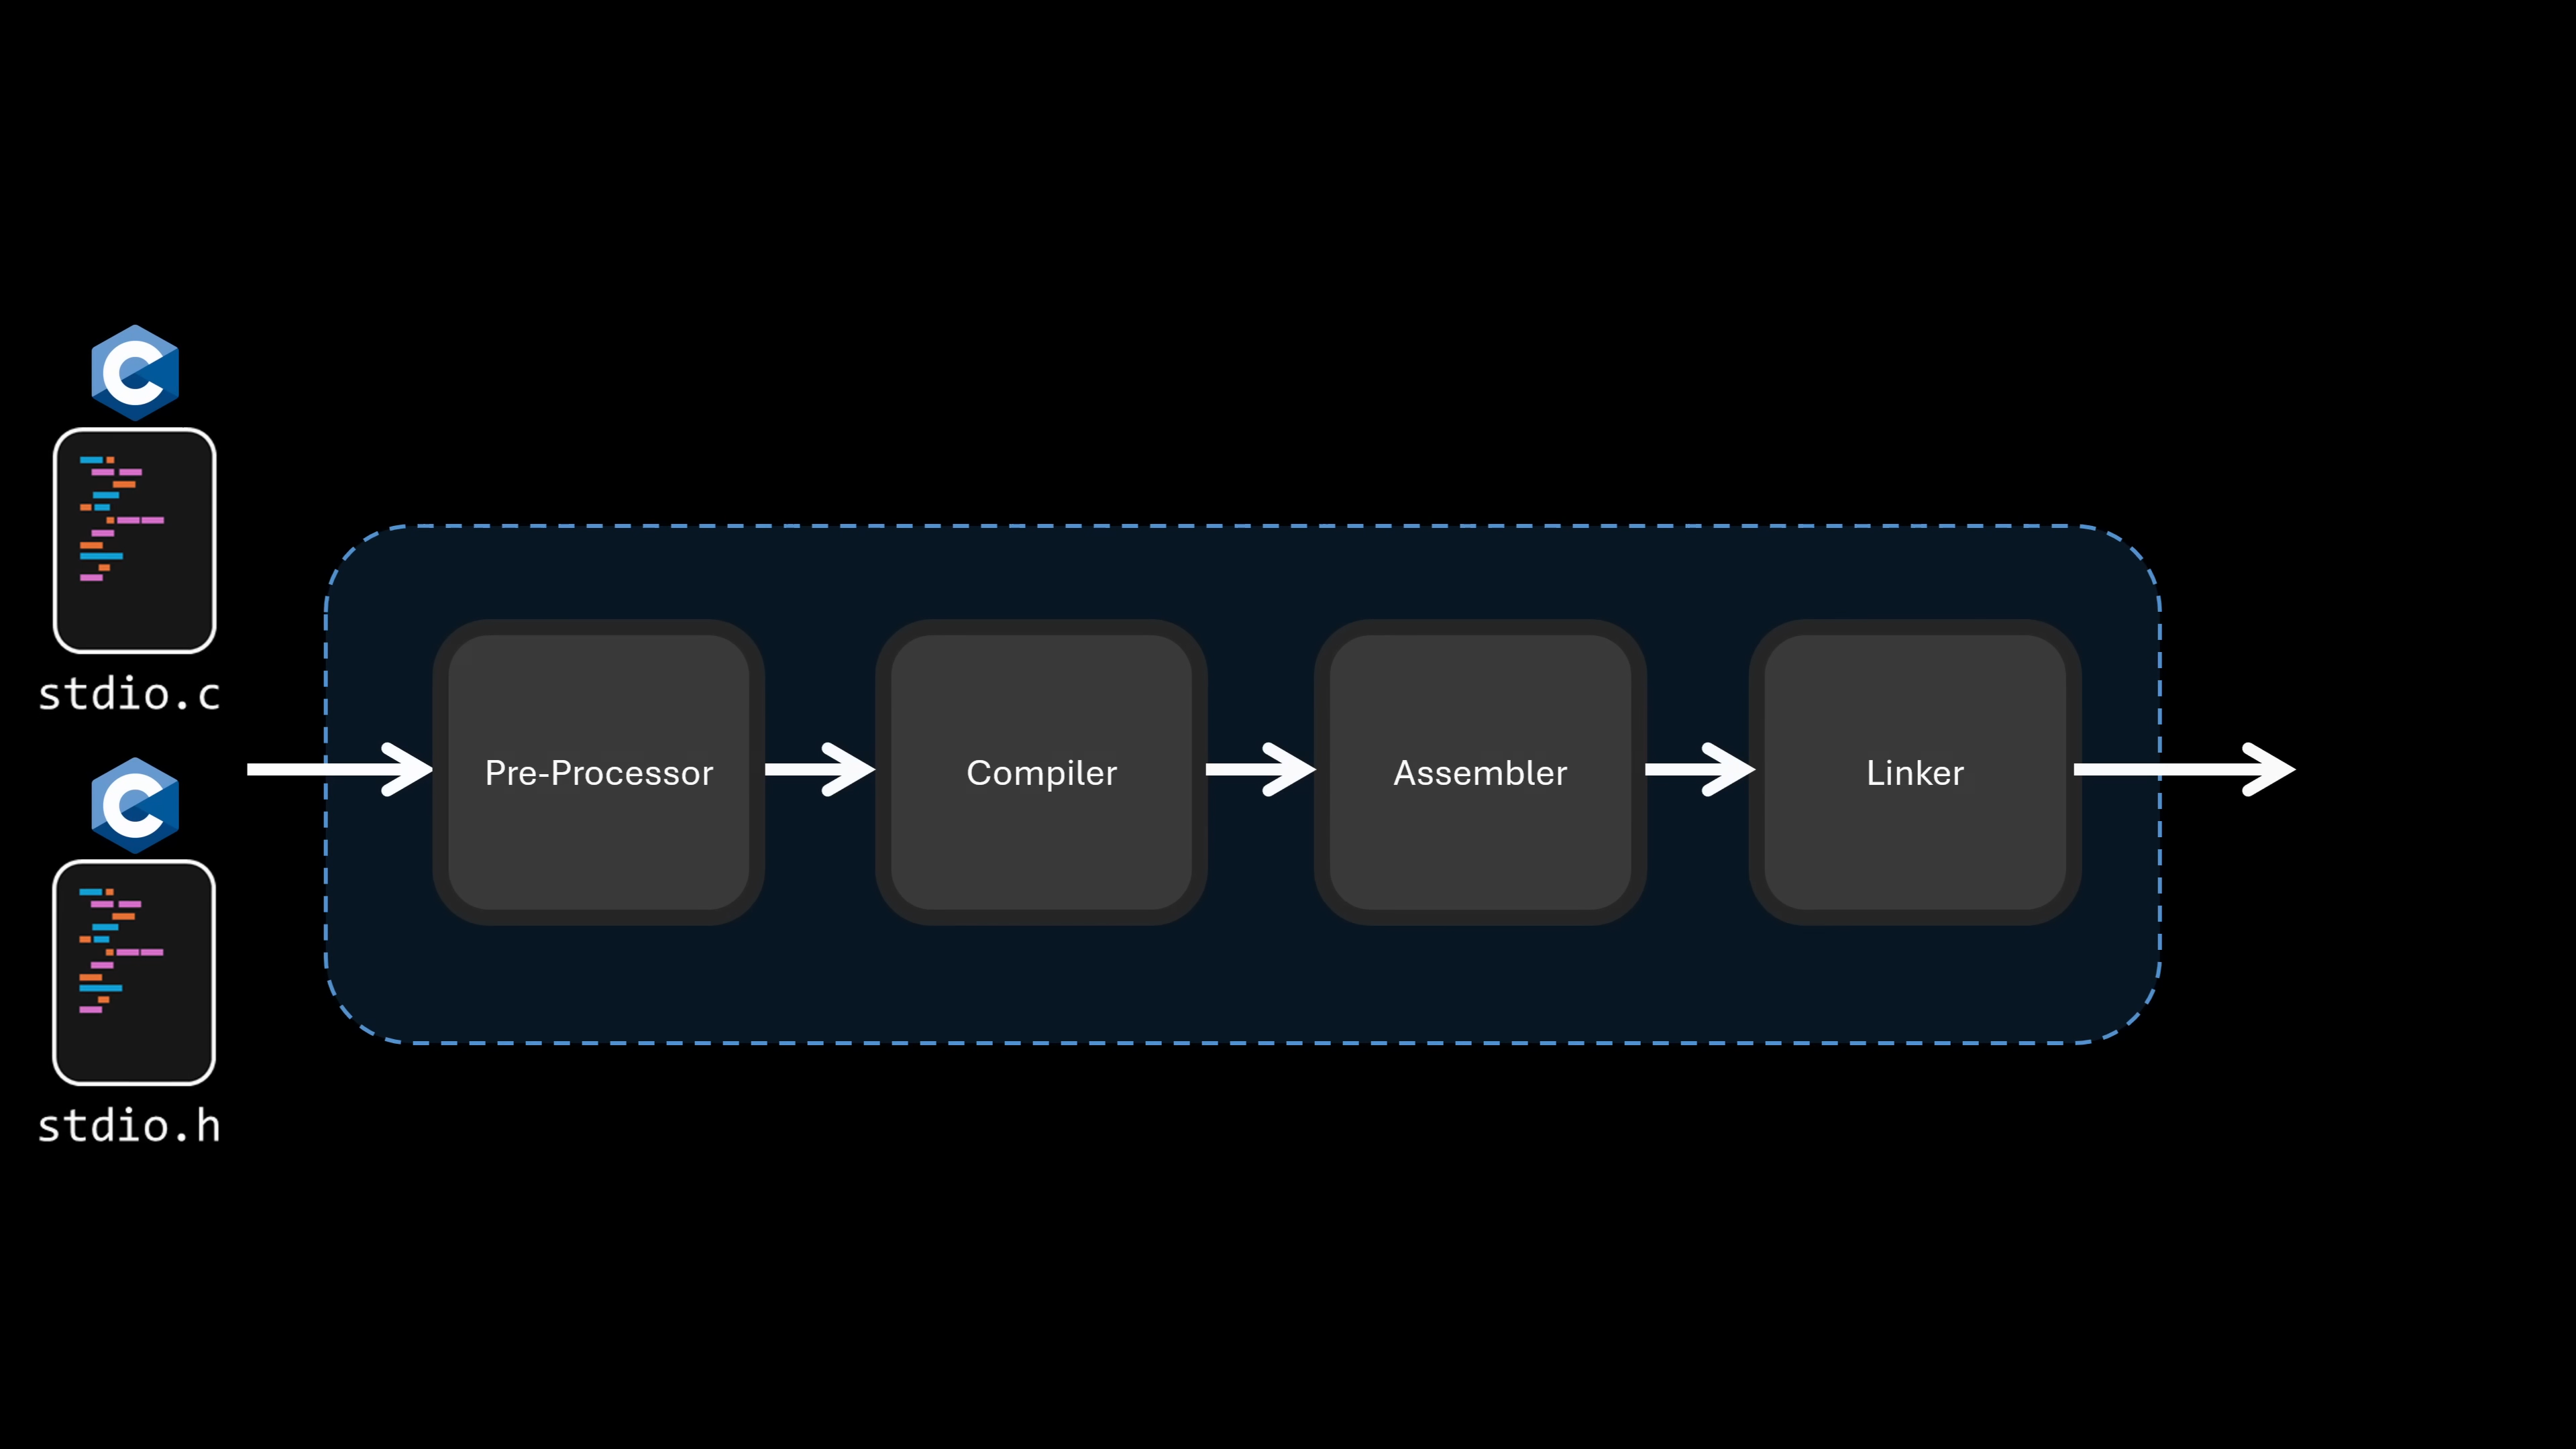 C
stdio.c
C
stdio.h
Pre-Processor
Compiler
Assembler
Linker